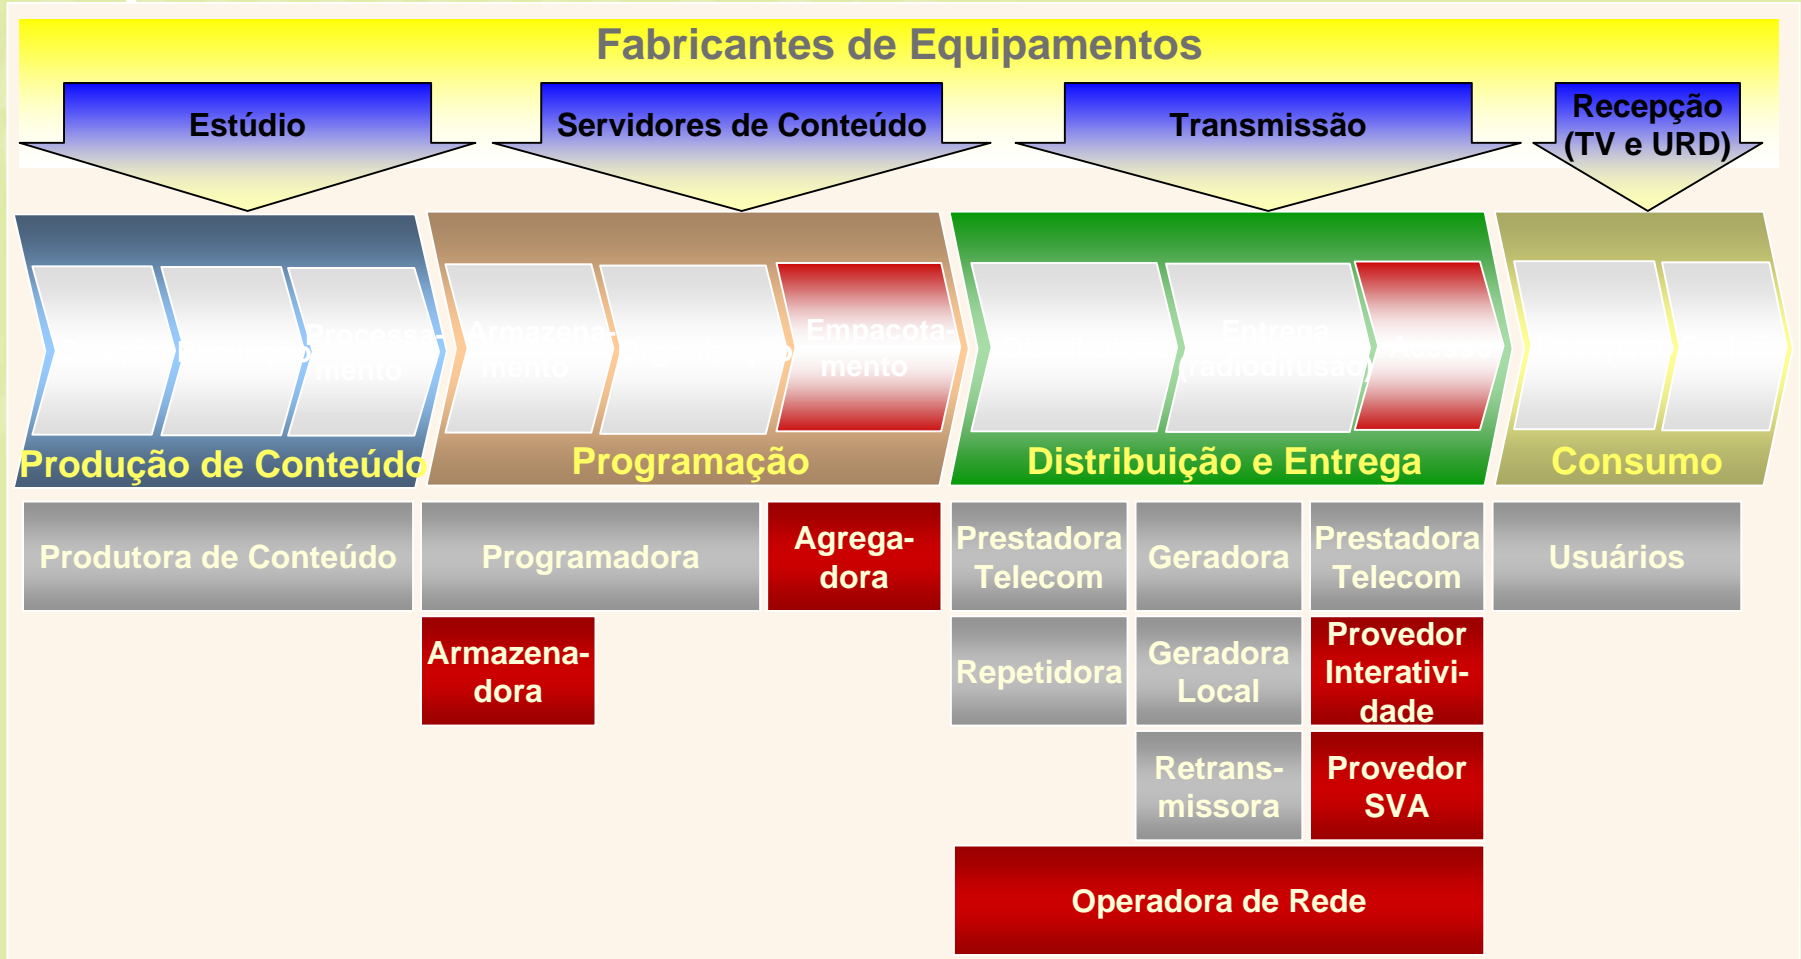 Fabricantes de Equipamentos
Estúdio
Servidores de Conteúdo
Transmissão
Recepção
(TV e URD)
Processa-
mento
Armazena-
mento
Empacota-
mento
Entrega
(radiodifusão)
Acesso
Produção de Conteúdo
Programação
Distribuição e Entrega
Consumo
Produtora de Conteúdo
Programadora
Agrega-
dora
Prestadora
Telecom
Geradora
Prestadora
Telecom
Usuários
Armazena-
dora
Repetidora
Geradora
Local
Provedor
Interativi-
dade
Retrans-
missora
Provedor
SVA
Operadora de Rede